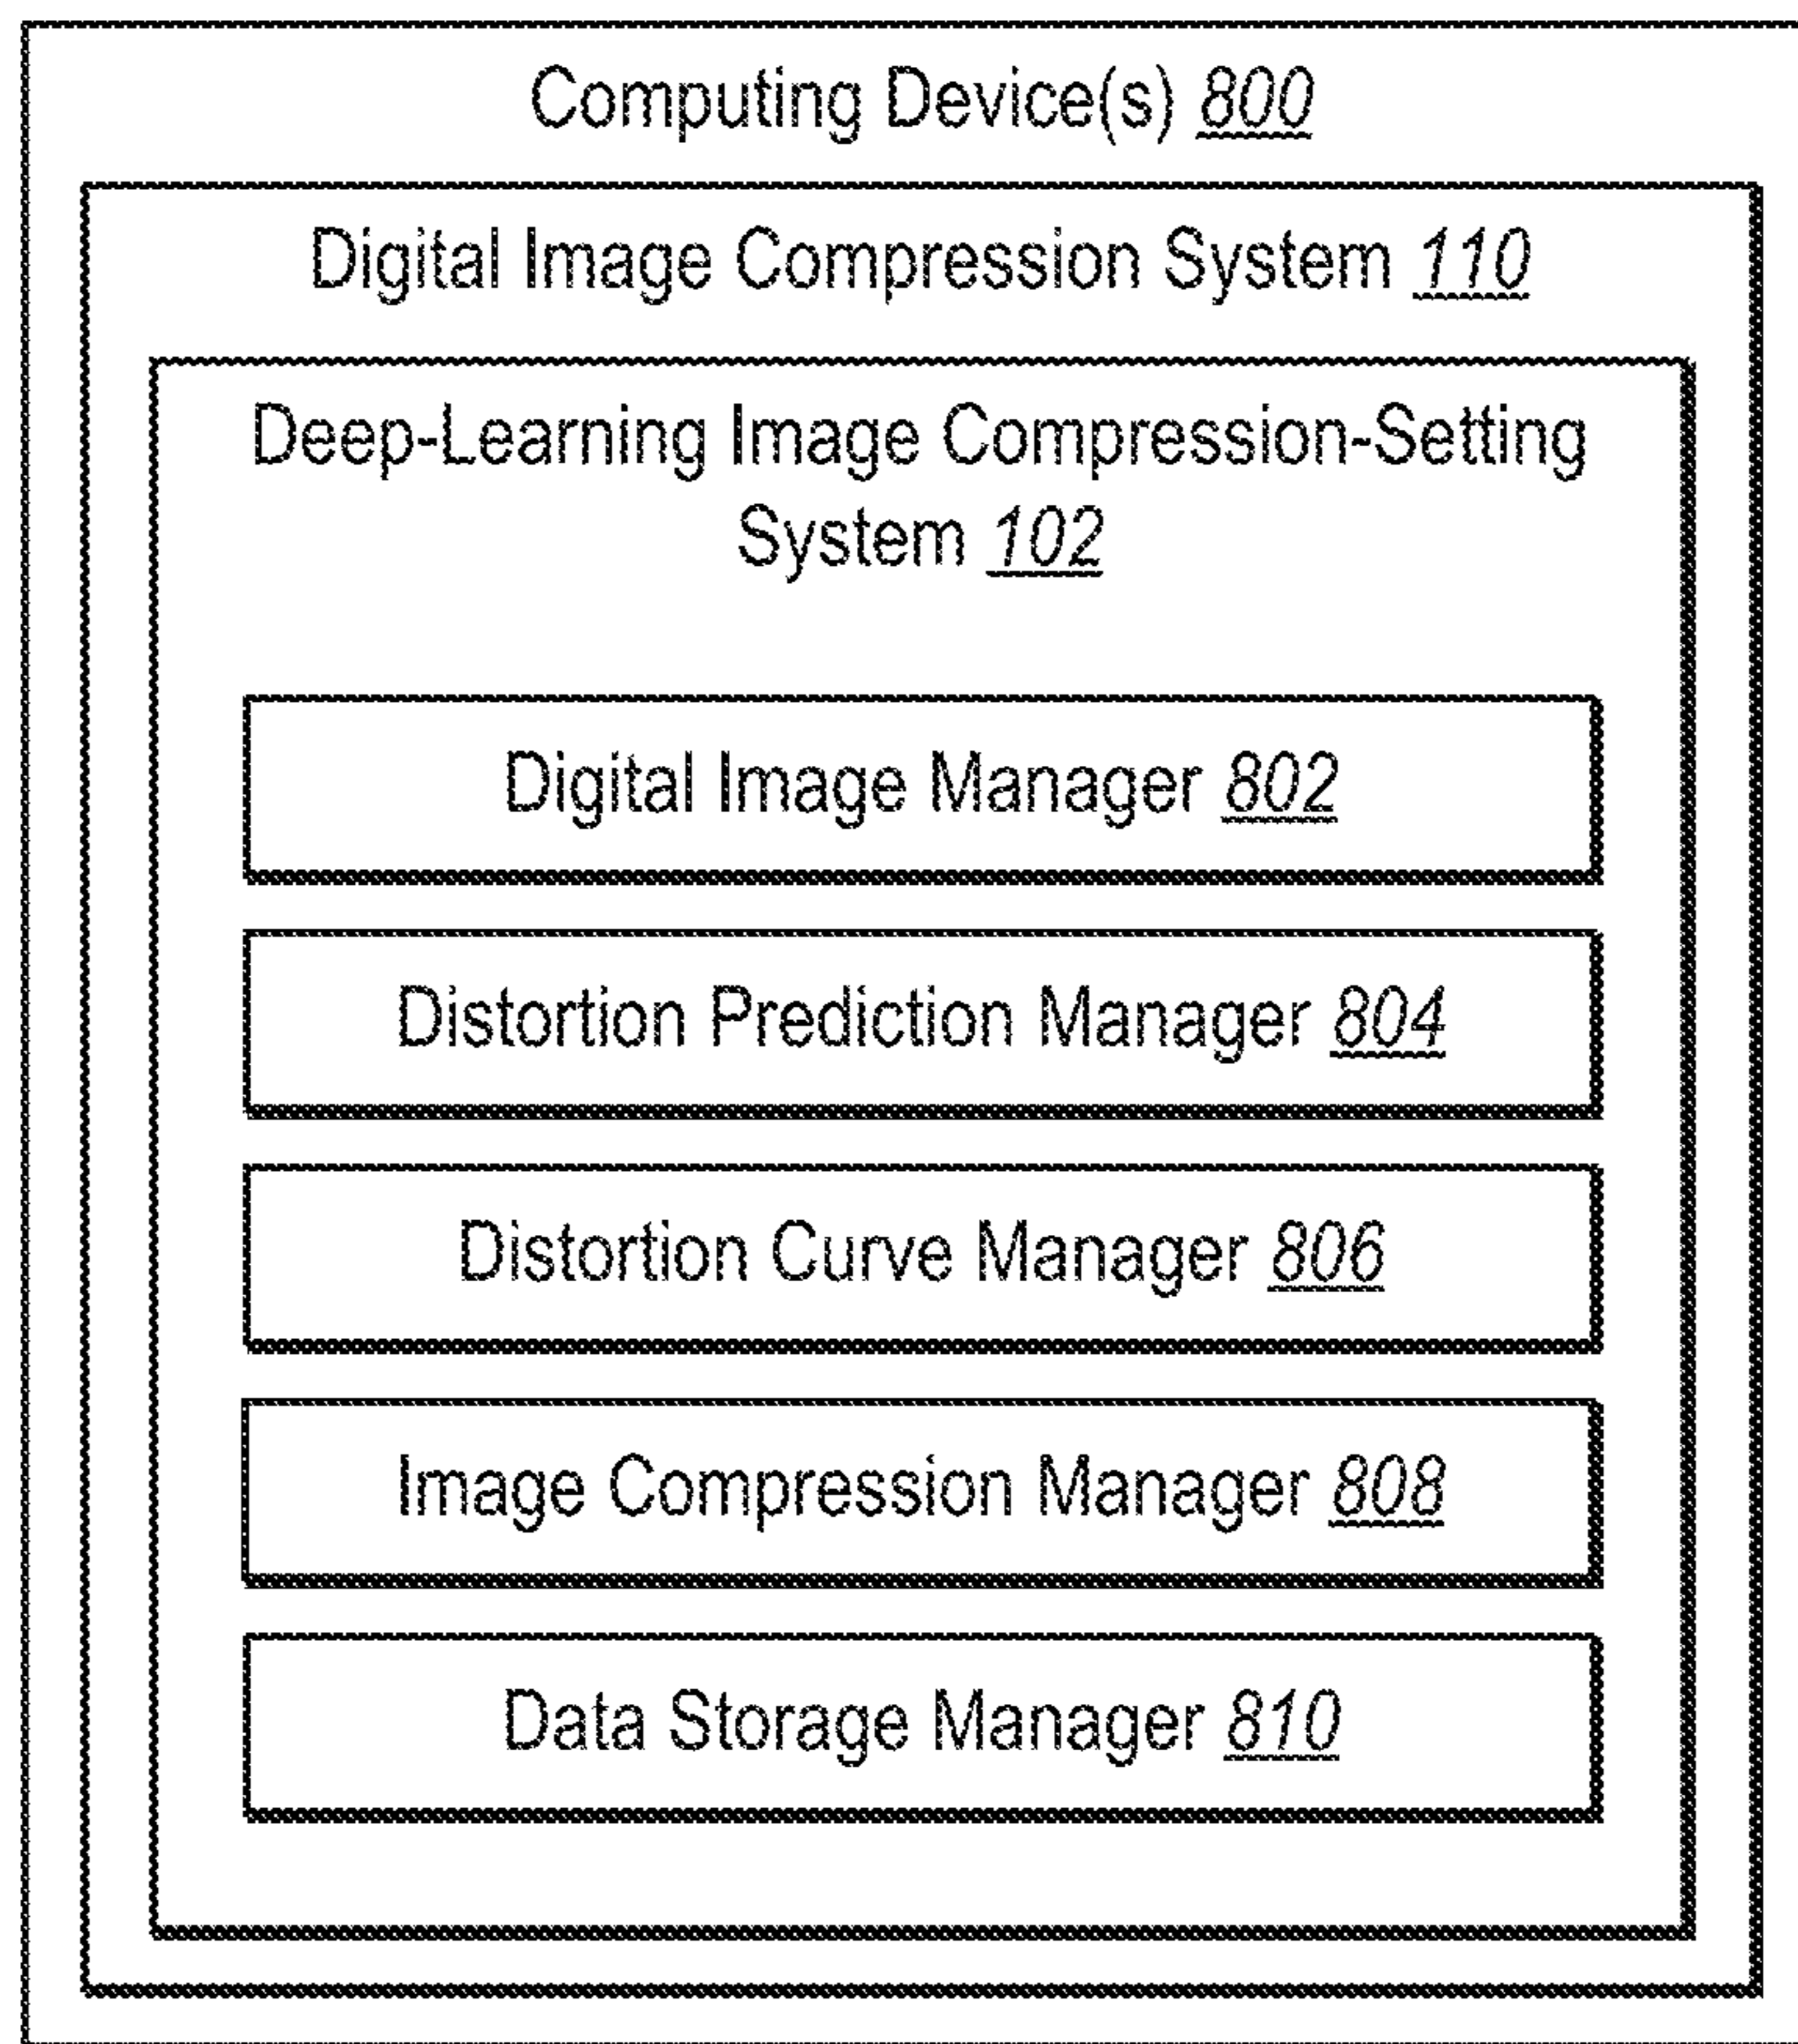 Computing Device(s) 800
Digital Image Compression System 110
Deep-Learning Image Compression-Setting
System 102
Digital Image Manager 802
Distortion Prediction Manager 804
Distortion Curve Manager 806
Image Compression Manager 808
Data Storage Manager 810